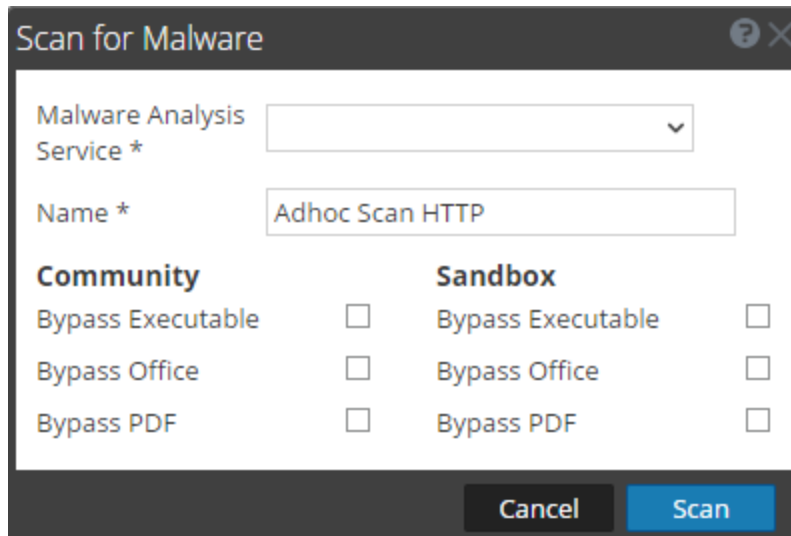 Scan for Malware
Malware Analysis
Service *
Name *
Adhoc Scan HTTP
Community
Sandbox
Bypass Executable
Bypass Executable
Bypass Office
Bypass Office
Bypass PDF
Bypass PDF
Cancel
Scan